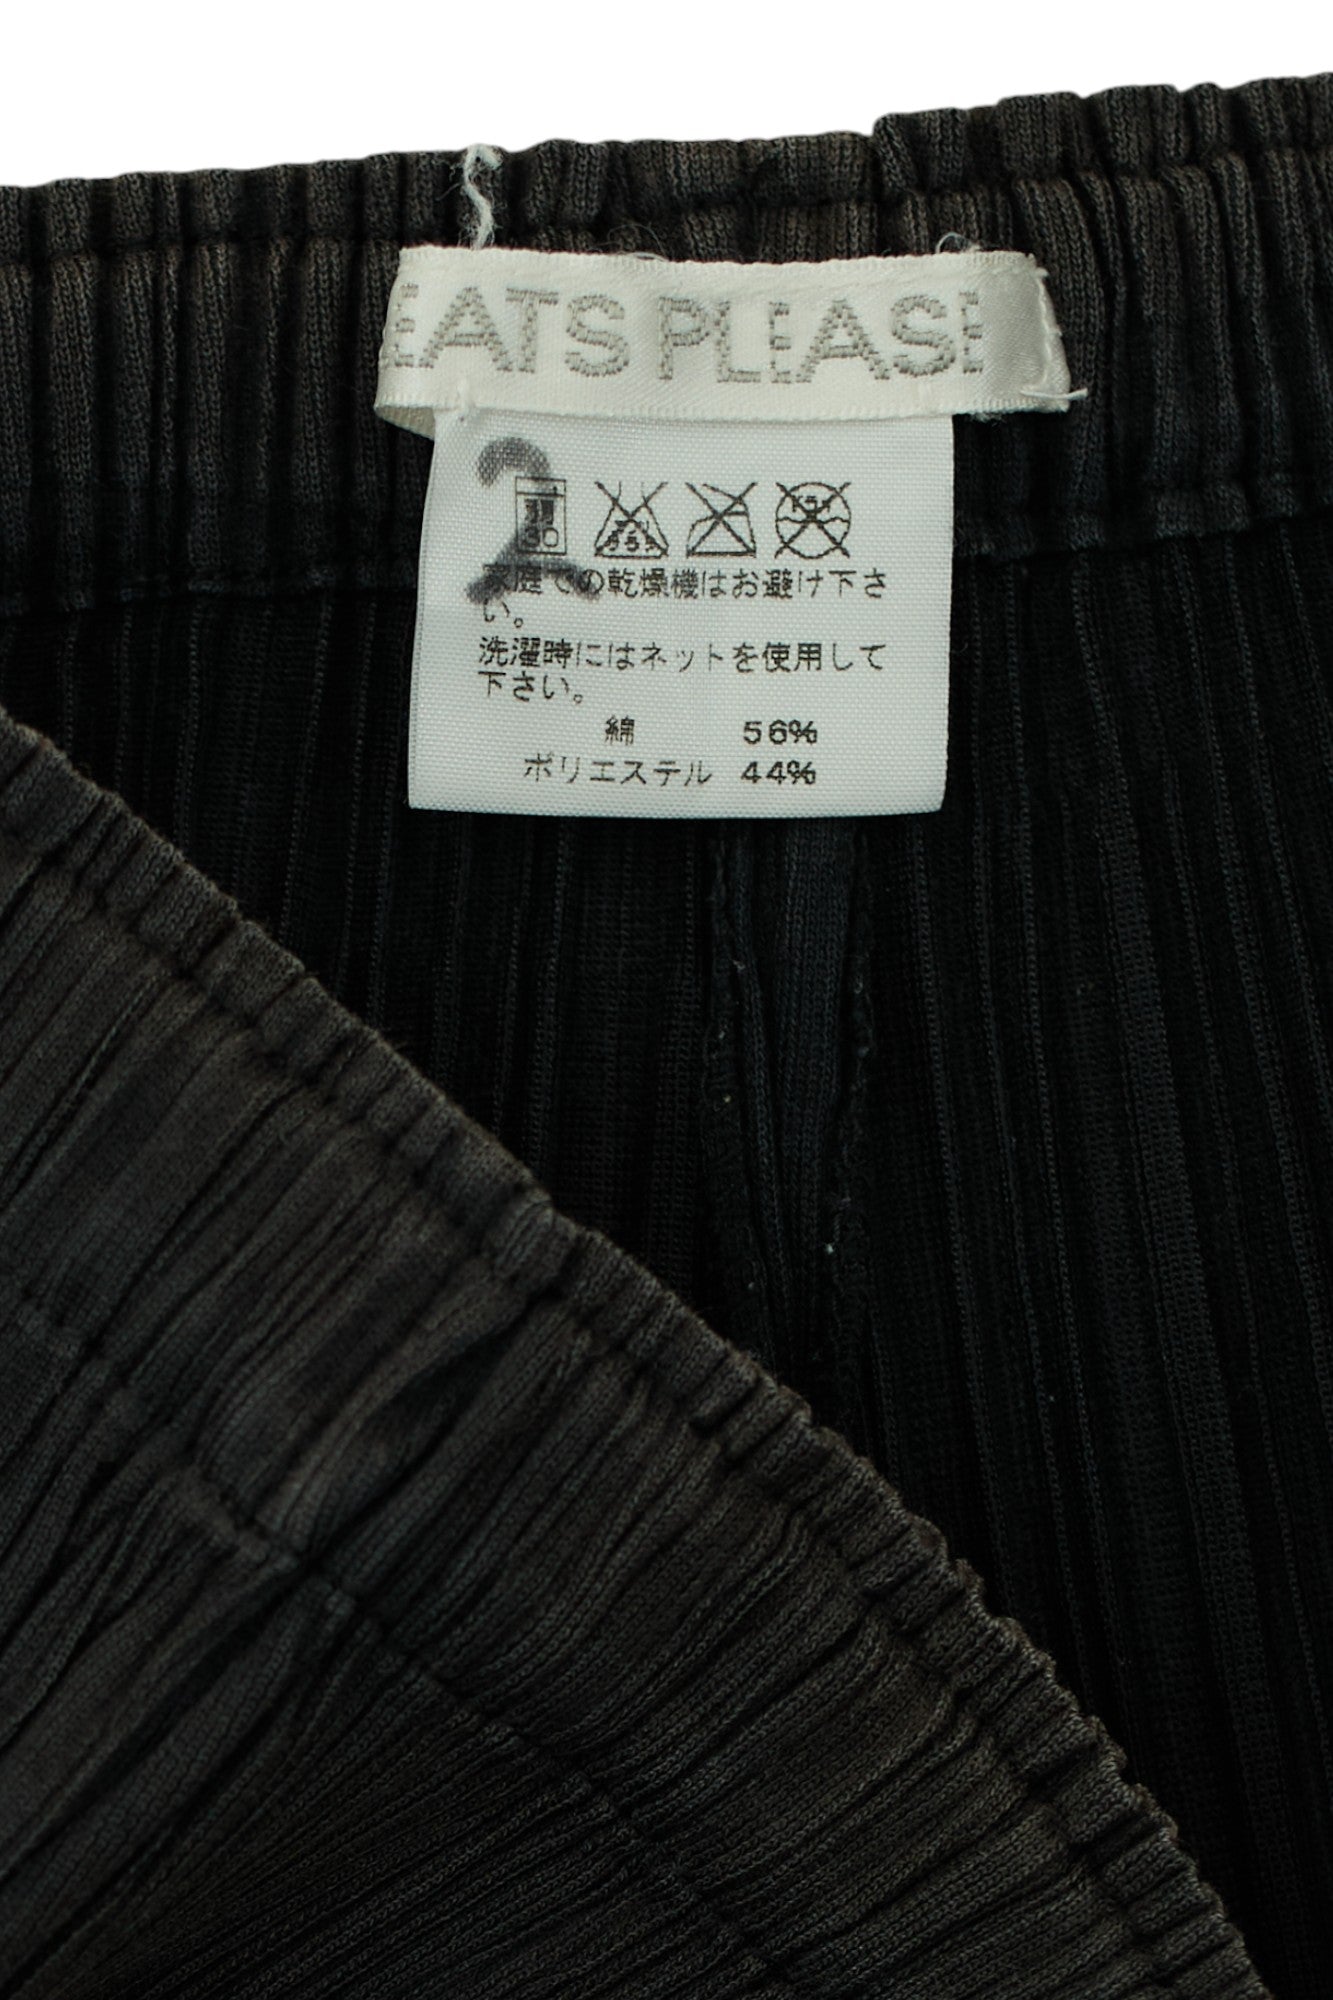 EATS PLEASE
2
30
家庭での乾燥機はお避け下さ
い。
洗濯時にはネットを使用して
下さい。
綿 56%
ポリエステル 44%